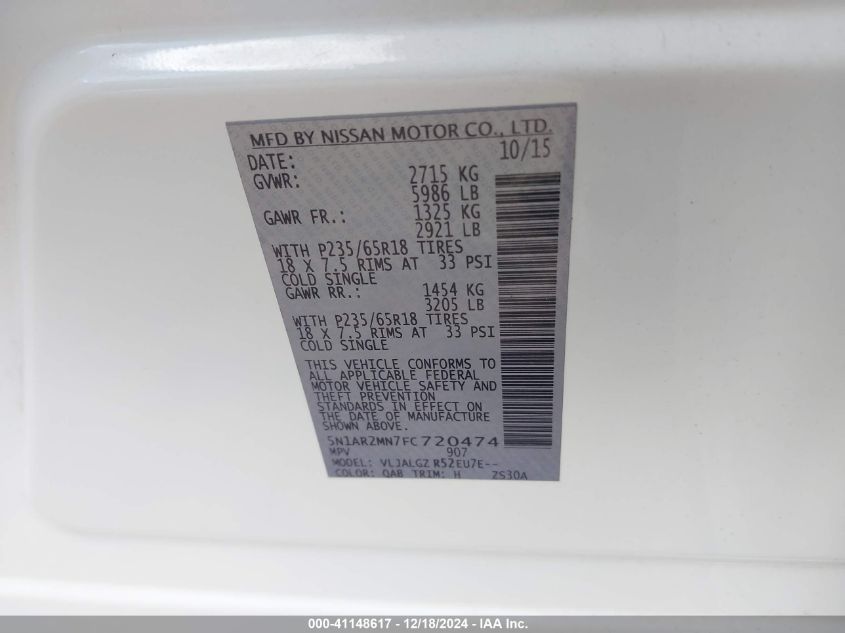 MFD BY NISSAN MOTOR CO., LTD.
DATE: 10/15
GVWR: 2715 KG
5986 LB
GAWR FR.: 1325 KG
2921 LB
WITH P235/65R18 TIRES
18 X 7.5 RIMS AT 33 PSI
COLD SINGLE
GAWR RR.: 1454 KG
3205 LB
WITH P235/65R18 TIRES
18 X 7.5 RIMS AT 33 PSI
COLD SINGLE
THIS VEHICLE CONFORMS TO
ALL APPLICABLE FEDERAL
MOTOR VEHICLE SAFETY AND
THEFT PREVENTION
STANDARDS IN EFFECT ON
THE DATE OF MANUFACTURE
SHOWN ABOVE.
5N1AR2MN7FC720474
MPV 907
MODEL: VLJALGZ R52EU7E--
COLOR: QAB TRIM: H ZS30A
000-41148617 - 12/18/2024 - IAA Inc.